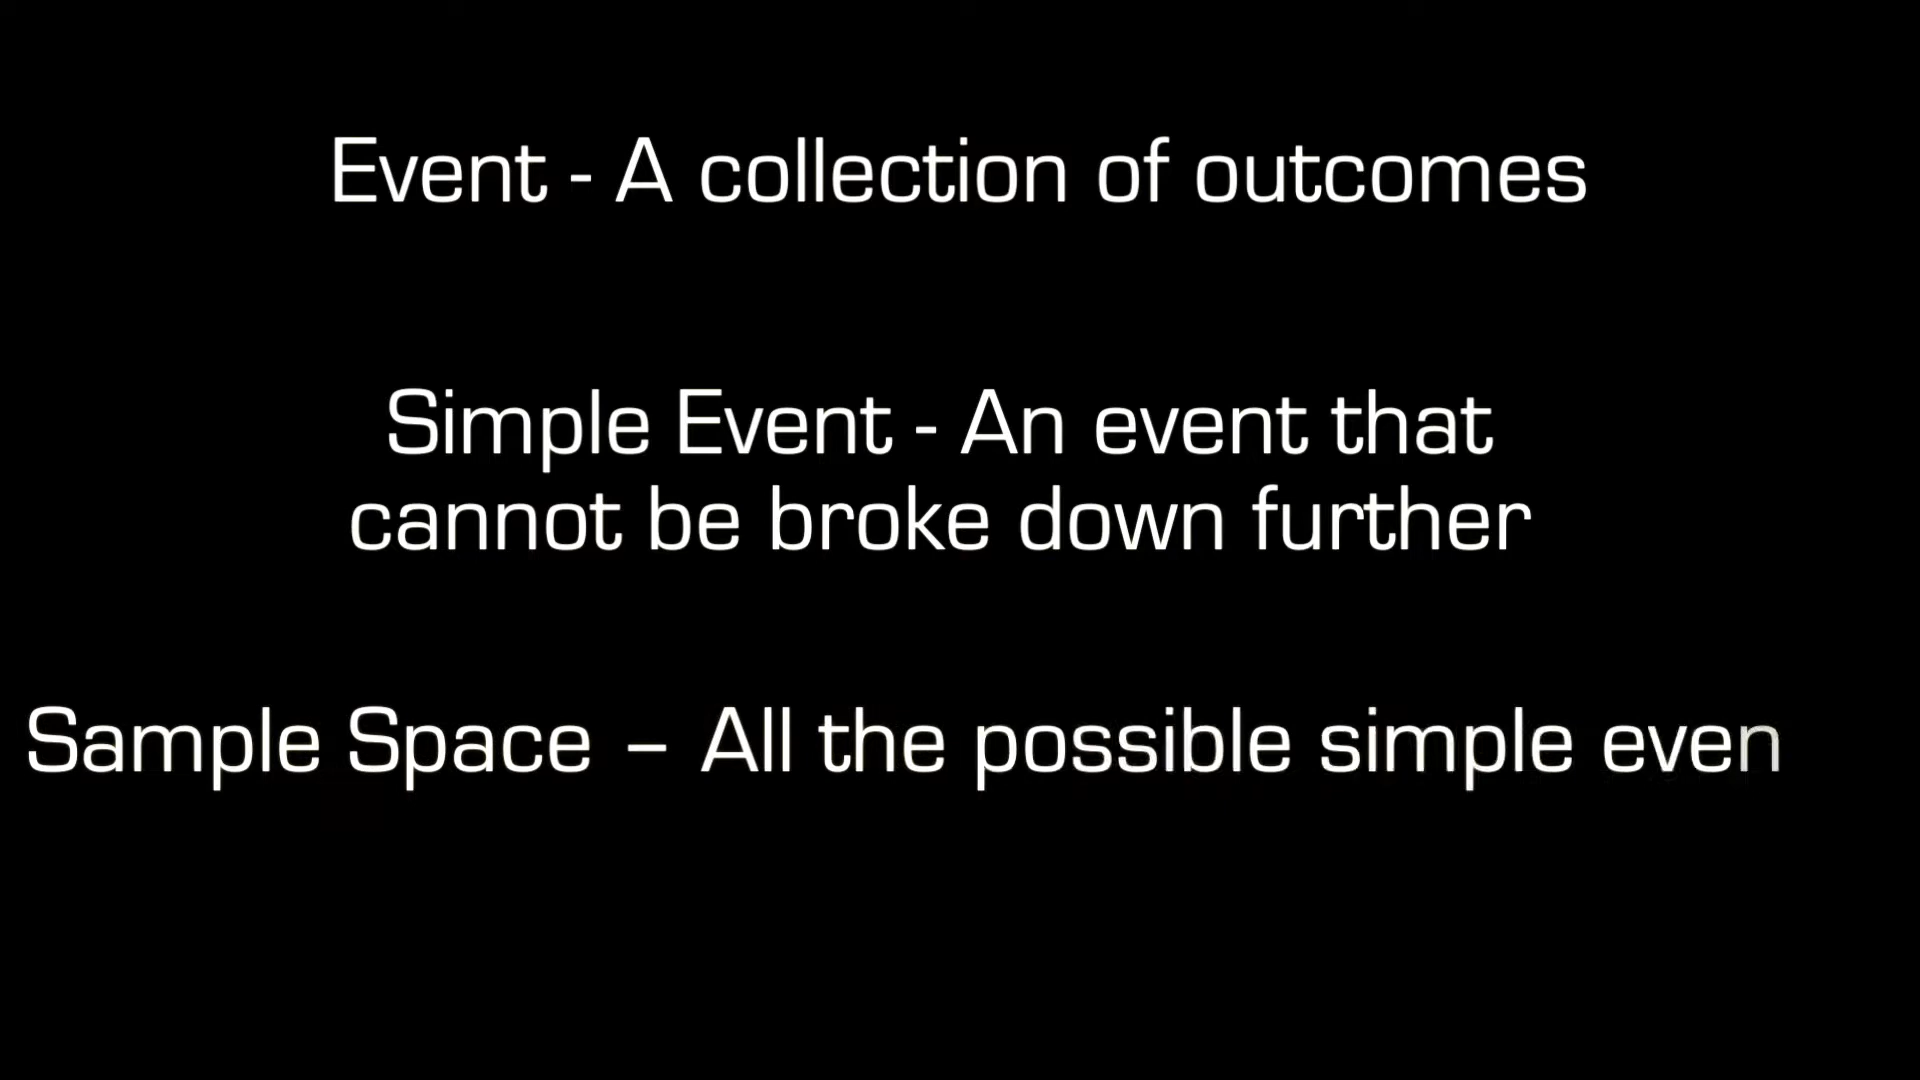 Event - A collection of outcomes
Simple Event - An event that
cannot be broke down further
Sample Space – All the possible simple even